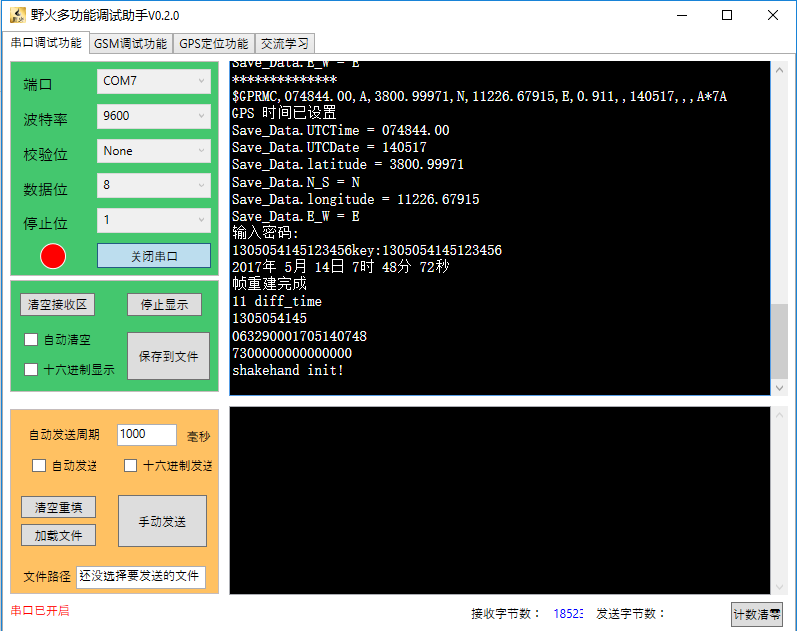 野火多功能调试助手V0.2.0
串口调试功能 GSM调试功能 GPS定位功能 交流学习
端口 COM7
波特率 9600
校验位 None
数据位 8
停止位 1
关闭串口
清空接收区 停止显示
自动清空
保存到文件
十六进制显示
Save_Data.E_W = E
**************
$GPRMC,074844.00,A,3800.99971,N,11226.67915,E,0.911,,140517,,,A*7A
GPS 时间已设置
Save_Data.UTCTime = 074844.00
Save_Data.UTCDate = 140517
Save_Data.latitude = 3800.99971
Save_Data.N_S = N
Save_Data.longitude = 11226.67915
Save_Data.E_W = E
输入密码:
1305054145123456key:1305054145123456
2017年 5月 14日 7时 48分 72秒
帧重建完成
11 diff_time
1305054145
063290001705140748
7300000000000000
shakehand init!
自动发送周期 1000 毫秒
自动发送 十六进制发送
清空重填
手动发送
加载文件
文件路径 还没选择要发送的文件
串口已开启
接收字节数： 18523 发送字节数：
计数清零